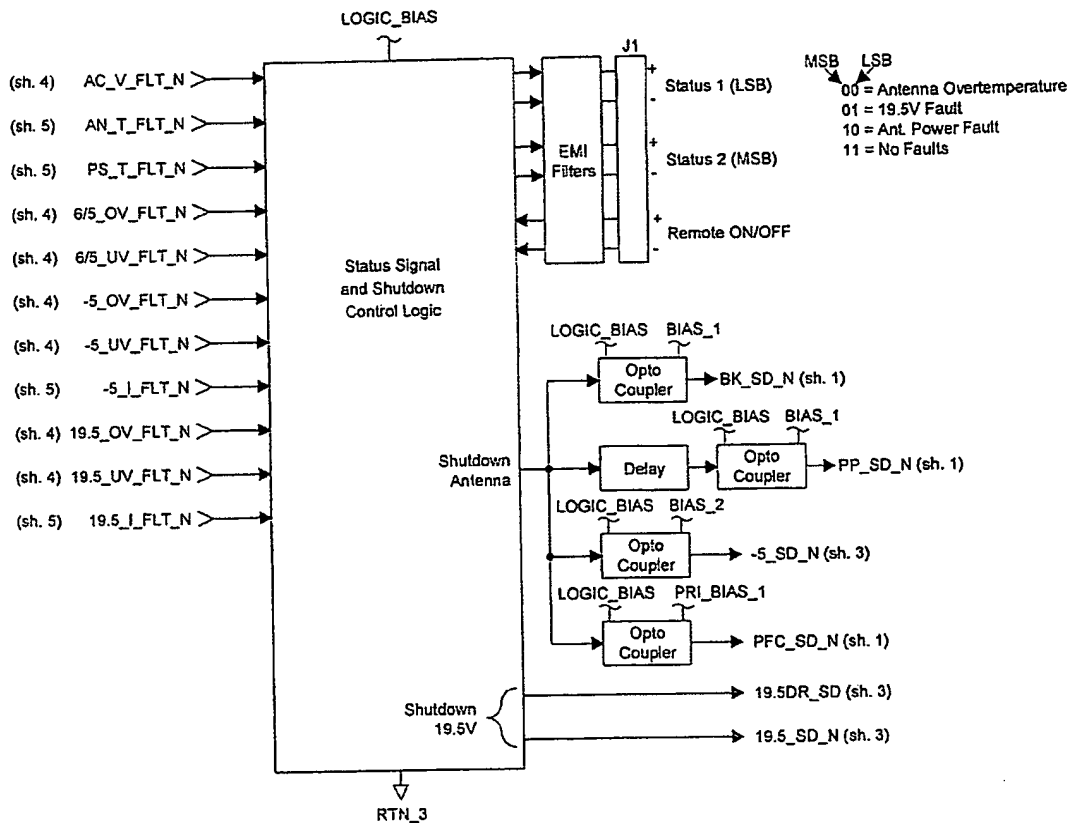 LOGIC_BIAS
J1
(sh. 4) AC_V_FLT_N
(sh. 5) AN_T_FLT_N
(sh. 5) PS_T_FLT_N
(sh. 4) 6/5_OV_FLT_N
(sh. 4) 6/5_UV_FLT_N
(sh. 4) -5_OV_FLT_N
(sh. 4) -5_UV_FLT_N
(sh. 5) -5_I_FLT_N
(sh. 4) 19.5_OV_FLT_N
(sh. 4) 19.5_UV_FLT_N
(sh. 5) 19.5_I_FLT_N
Status Signal
and Shutdown
Control Logic
EMI
Filters
+
Status 1 (LSB)
-
+
Status 2 (MSB)
-
+
Remote ON/OFF
-
MSB LSB
00 = Antenna Overtemperature
01 = 19.5V Fault
10 = Ant. Power Fault
11 = No Faults
Shutdown
Antenna
LOGIC_BIAS BIAS_1
Opto
Coupler
BK_SD_N (sh. 1)
LOGIC_BIAS BIAS_1
Delay
Opto
Coupler
PP_SD_N (sh. 1)
LOGIC_BIAS BIAS_2
Opto
Coupler
-5_SD_N (sh. 3)
LOGIC_BIAS PRI_BIAS_1
Opto
Coupler
PFC_SD_N (sh. 1)
Shutdown
19.5V
19.5DR_SD (sh. 3)
19.5_SD_N (sh. 3)
RTN_3